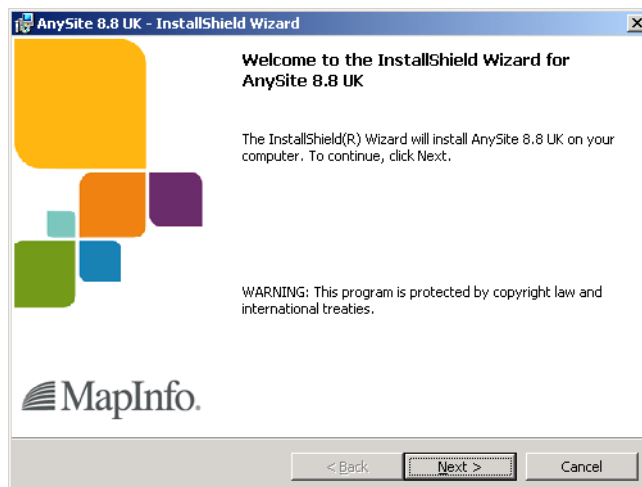 AnySite 8.8 UK - InstallShield Wizard
Welcome to the InstallShield Wizard for
AnySite 8.8 UK
The InstallShield(R) Wizard will install AnySite 8.8 UK on your
computer. To continue, click Next.
WARNING: This program is protected by copyright law and
international treaties.
MapInfo.
< Back
Next >
Cancel